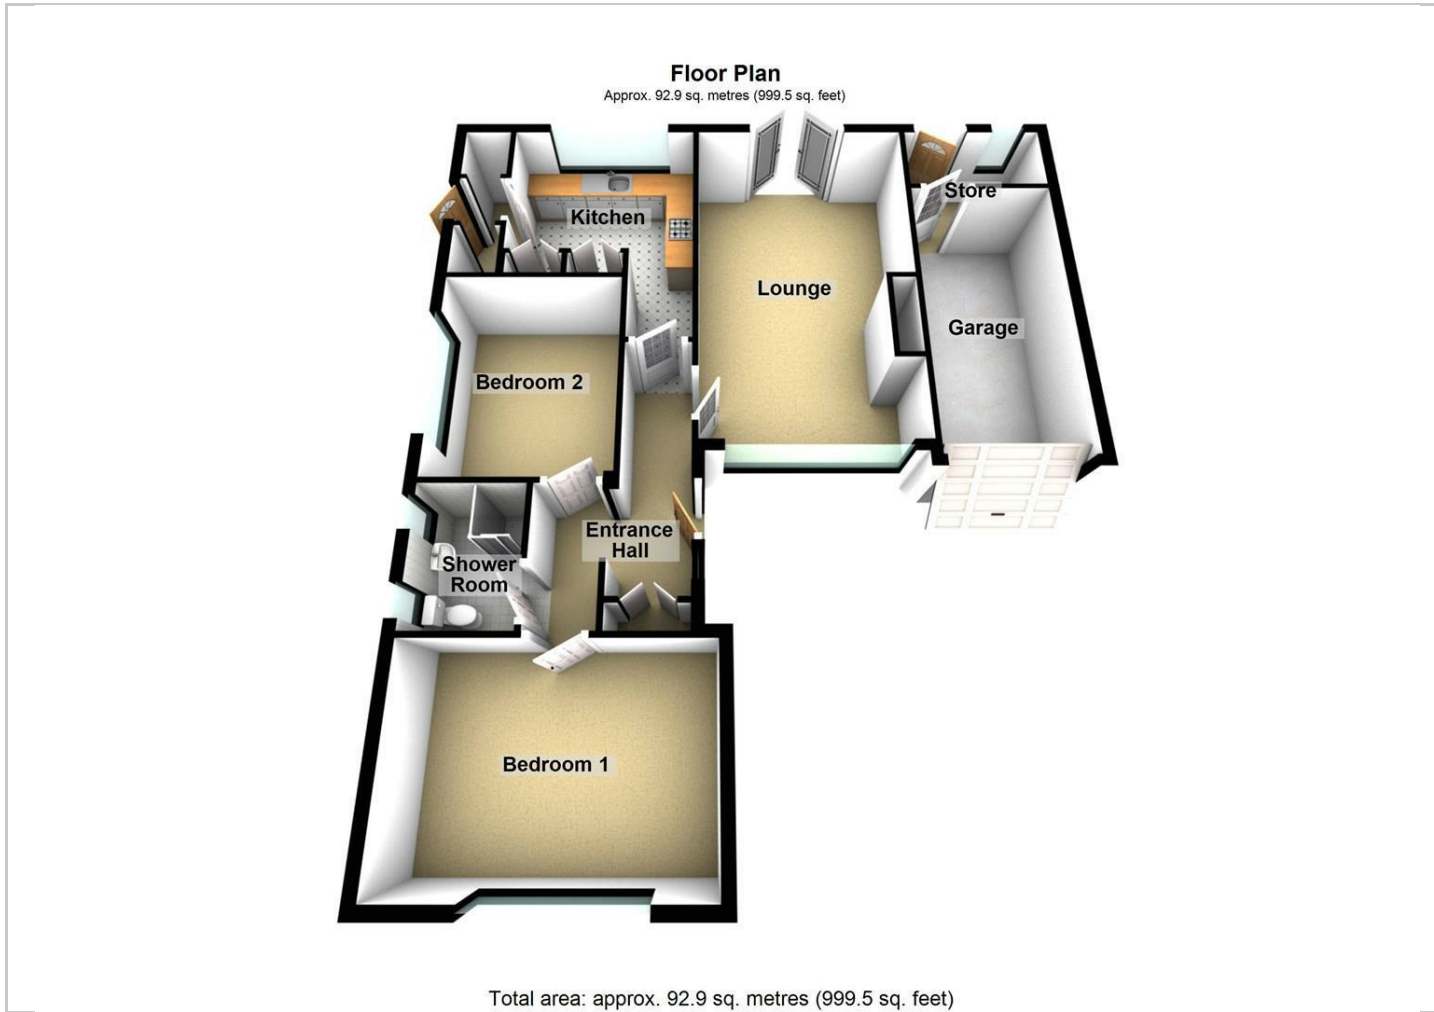 Floor Plan
Approx. 92.9 sq. metres (999.5 sq. feet)
Store
Kitchen
Lounge
Garage
Bedroom 2
Entrance
Hall
Shower
Room
Bedroom 1
Total area: approx. 92.9 sq. metres (999.5 sq. feet)